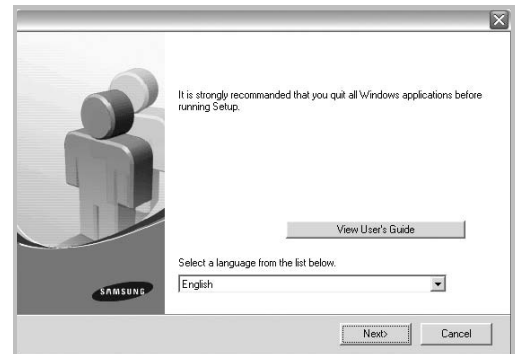 It is strongly recommanded that you quit all Windows applications before
running Setup.
View User's Guide
Select a language from the list below.
English
SAMSUNG
Next>
Cancel